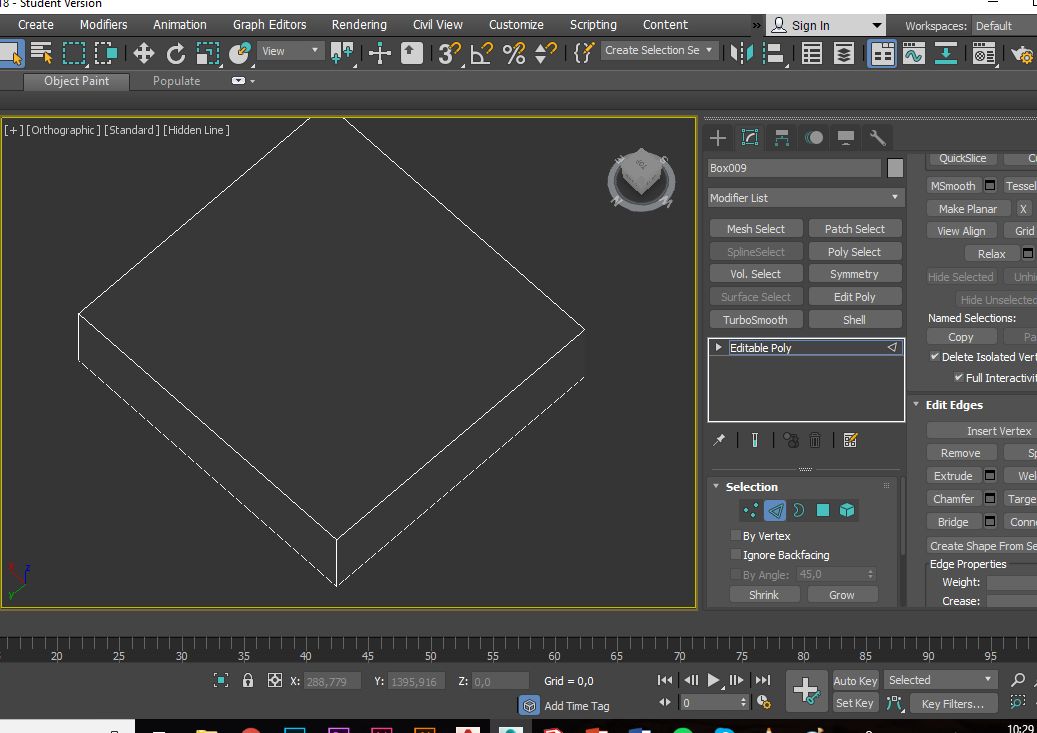 18 - Student Version
Create Modifiers Animation Graph Editors Rendering Civil View Customize Scripting Content » Sign In Workspaces: Default
View 3 Create Selection Se
Object Paint Populate
[+] [Orthographic] [Standard] [Hidden Line]
Box009
Modifier List
Mesh Select Patch Select
SplineSelect Poly Select
Vol. Select Symmetry
Surface Select Edit Poly
TurboSmooth Shell
Editable Poly
Selection
By Vertex
Ignore Backfacing
By Angle: 45,0
Shrink Grow
QuickSlice Cu
MSmooth Tessel
Make Planar X
View Align Grid
Relax
Hide Selected Unhi
Hide Unselected
Named Selections:
Copy Pa
Delete Isolated Vert
Full Interactivit
Edit Edges
Insert Vertex
Remove Sp
Extrude Wel
Chamfer Targe
Bridge Conn
Create Shape From Se
Edge Properties
Weight:
Crease:
z
y
20 25 30 35 40 45 50 55 60 65 70 75 80 85 90 95
X: 288,779 Y: 1395,916 Z: 0,0 Grid = 0,0 Auto Key Selected
Add Time Tag 0 Set Key Key Filters...
10:29